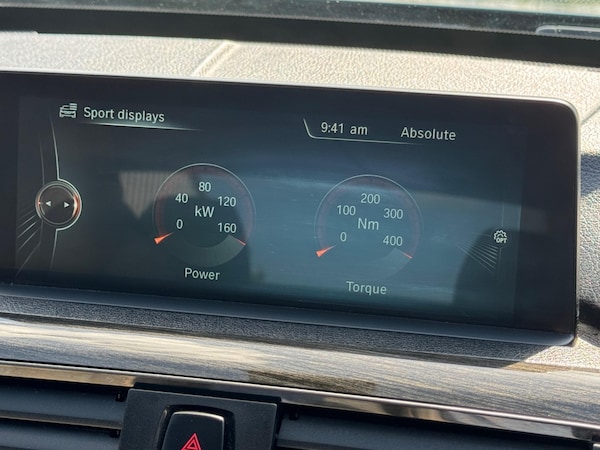 Sport displays
9:41 am
Absolute
80
40 120
kW
0 160
Power
200
100 300
Nm
0 400
Torque
OPT